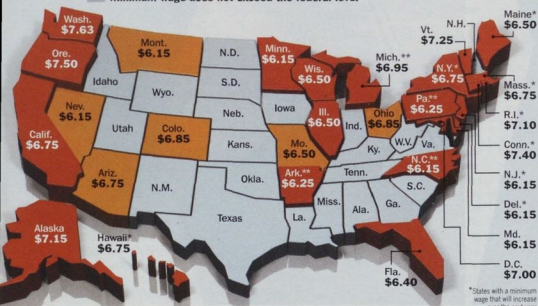 minimum wage does not exceed the federal level
Wash.
$7.63
Ore.
$7.50
Calif.
$6.75
Nev.
$6.15
Idaho
Mont.
$6.15
Wyo.
Utah
Colo.
$6.85
Ariz.
$6.75
N.M.
N.D.
S.D.
Neb.
Kans.
Okla.
Texas
Minn.
$6.15
Iowa
Mo.
$6.50
Ark.**
$6.25
La.
Wis.
$6.50
Ill.
$6.50
Mich.**
$6.95
Ind.
Ohio
$6.85
Ky.
Tenn.
Miss.
Ala.
Ga.
Fla.
$6.40
S.C.
N.C.**
$6.15
Va.
W.V.
Pa.**
$6.25
N.Y.*
$6.75
Vt.
$7.25
N.H.
Maine*
$6.50
Mass.*
$6.75
R.I.*
$7.10
Conn.*
$7.40
N.J.*
$6.15
Del.*
$6.15
Md.
$6.15
D.C.
$7.00
Alaska
$7.15
Hawaii*
$6.75
*States with a minimum
wage that will increase